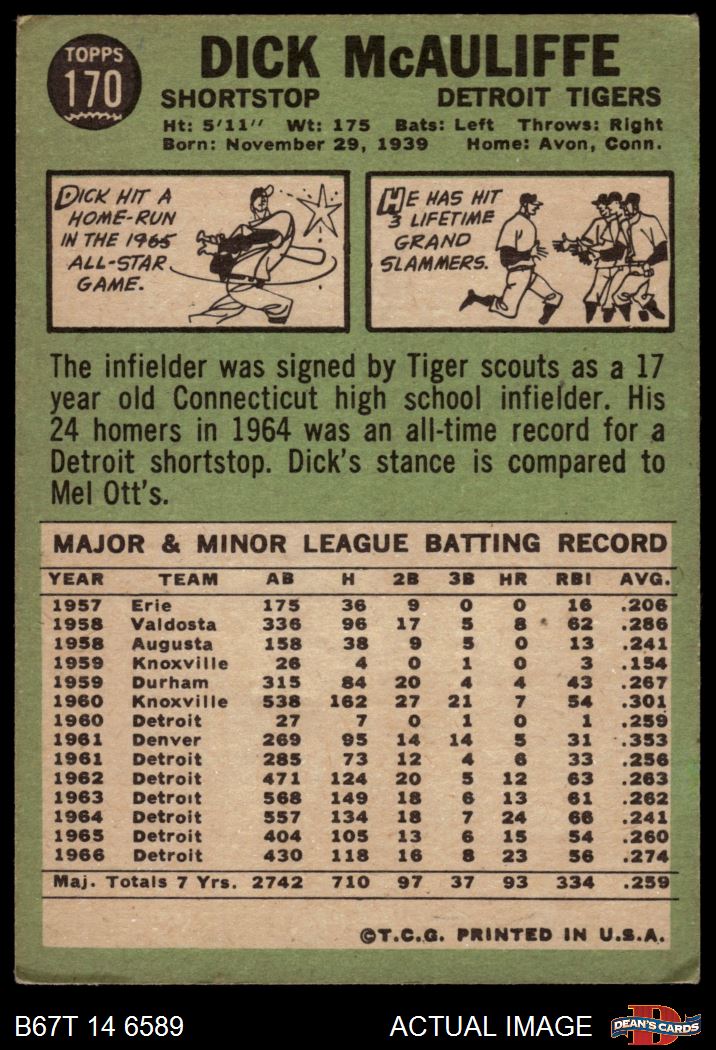 TOPPS
170
DICK McAULIFFE
SHORTSTOP DETROIT TIGERS
Ht: 5'11" Wt: 175 Bats: Left Throws: Right
Born: November 29, 1939 Home: Avon, Conn.
DICK HIT A
HOME-RUN
IN THE 1965
ALL-STAR
GAME.
HE HAS HIT
3 LIFETIME
GRAND
SLAMMERS.
The infielder was signed by Tiger scouts as a 17
year old Connecticut high school infielder. His
24 homers in 1964 was an all-time record for a
Detroit shortstop. Dick's stance is compared to
Mel Ott's.
MAJOR & MINOR LEAGUE BATTING RECORD
YEAR TEAM AB H 2B 3B HR RBI AVG.
1957 Erie 175 36 9 0 0 16 .206
1958 Valdosta 336 96 17 5 8 62 .286
1958 Augusta 158 38 9 5 0 13 .241
1959 Knoxville 26 4 0 1 0 3 .154
1959 Durham 315 84 20 4 4 43 .267
1960 Knoxville 538 162 27 21 7 54 .301
1960 Detroit 27 7 0 1 0 1 .259
1961 Denver 269 95 14 14 5 31 .353
1961 Detroit 285 73 12 4 6 33 .256
1962 Detroit 471 124 20 5 12 63 .263
1963 Detroit 568 149 18 6 13 61 .262
1964 Detroit 557 134 18 7 24 66 .241
1965 Detroit 404 105 13 6 15 54 .260
1966 Detroit 430 118 16 8 23 56 .274
Maj. Totals 7 Yrs. 2742 710 97 37 93 334 .259
©T.C.G. PRINTED IN U.S.A.
B67T 14 6589 ACTUAL IMAGE
D
DEAN'S CARDS